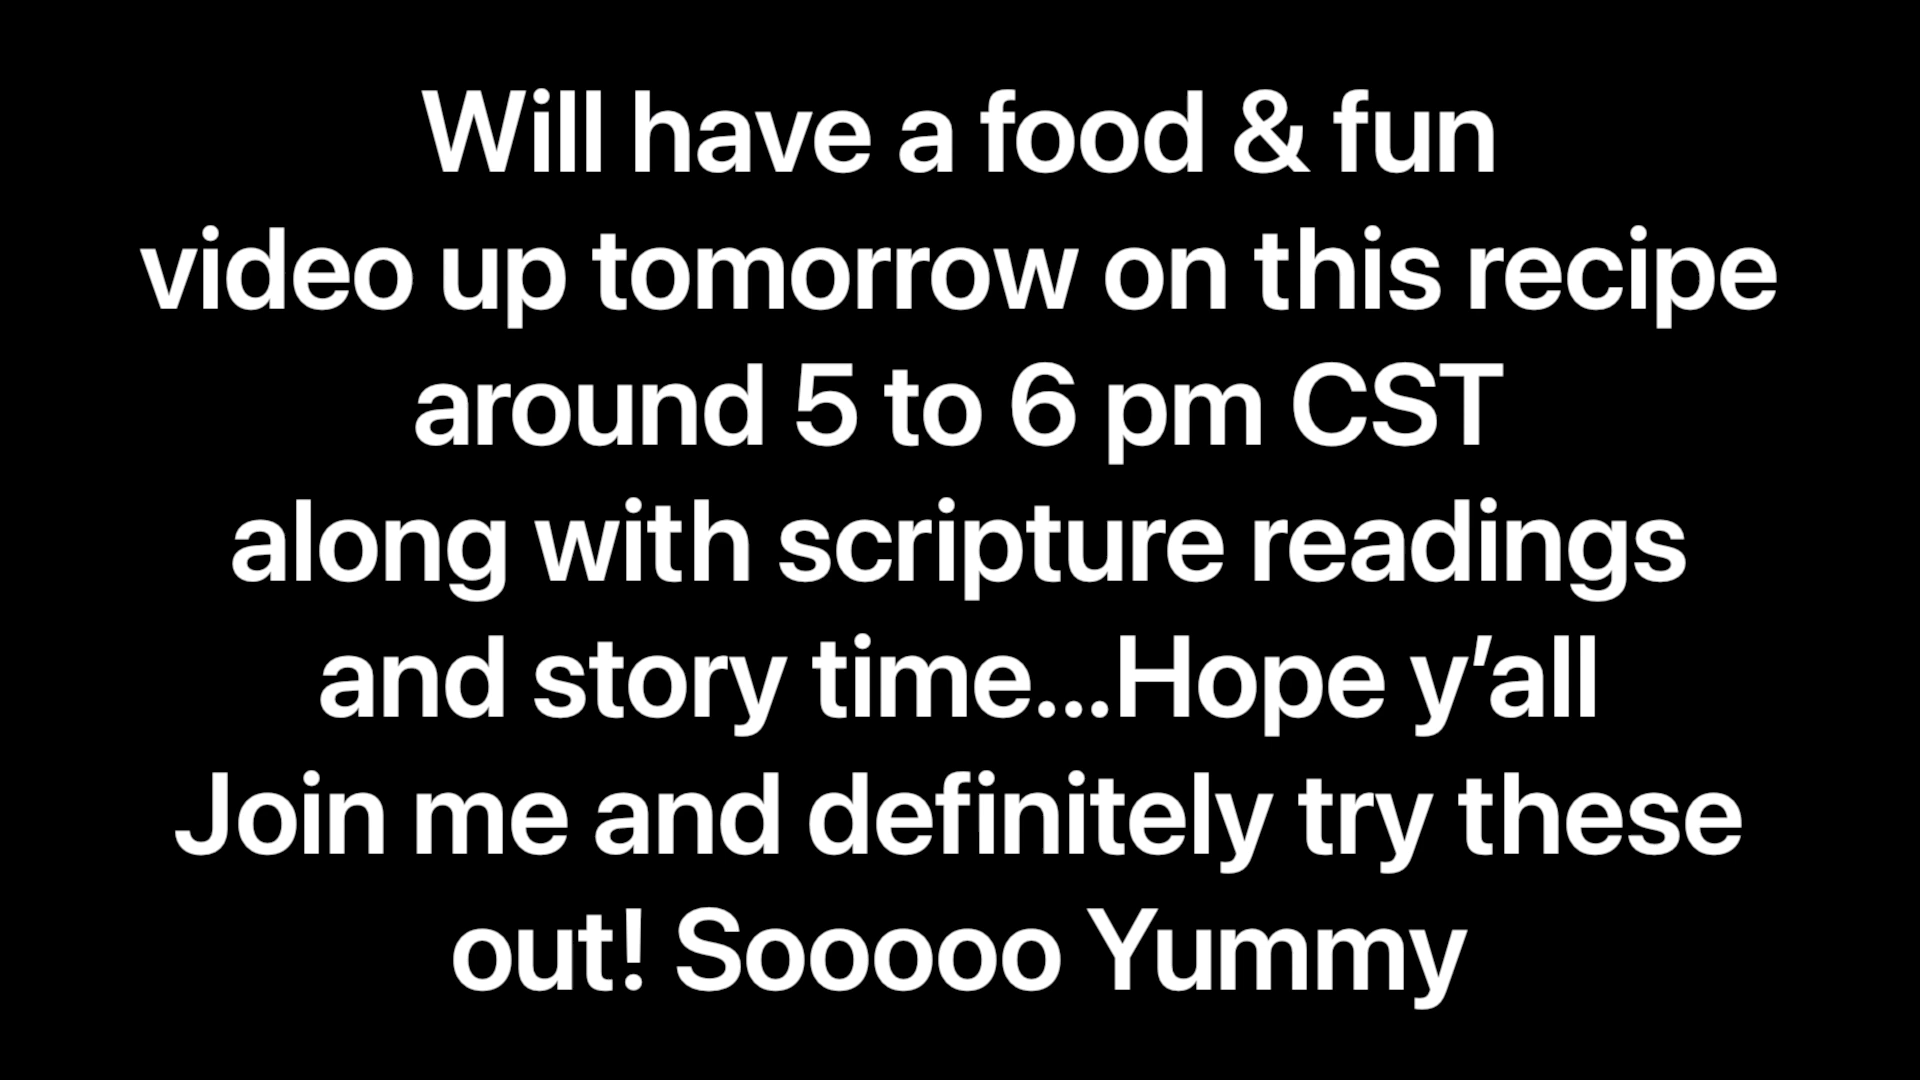 Will have a food & fun
video up tomorrow on this recipe
around 5 to 6 pm CST
along with scripture readings
and story time...Hope y’all
Join me and definitely try these
out! Sooooo Yummy